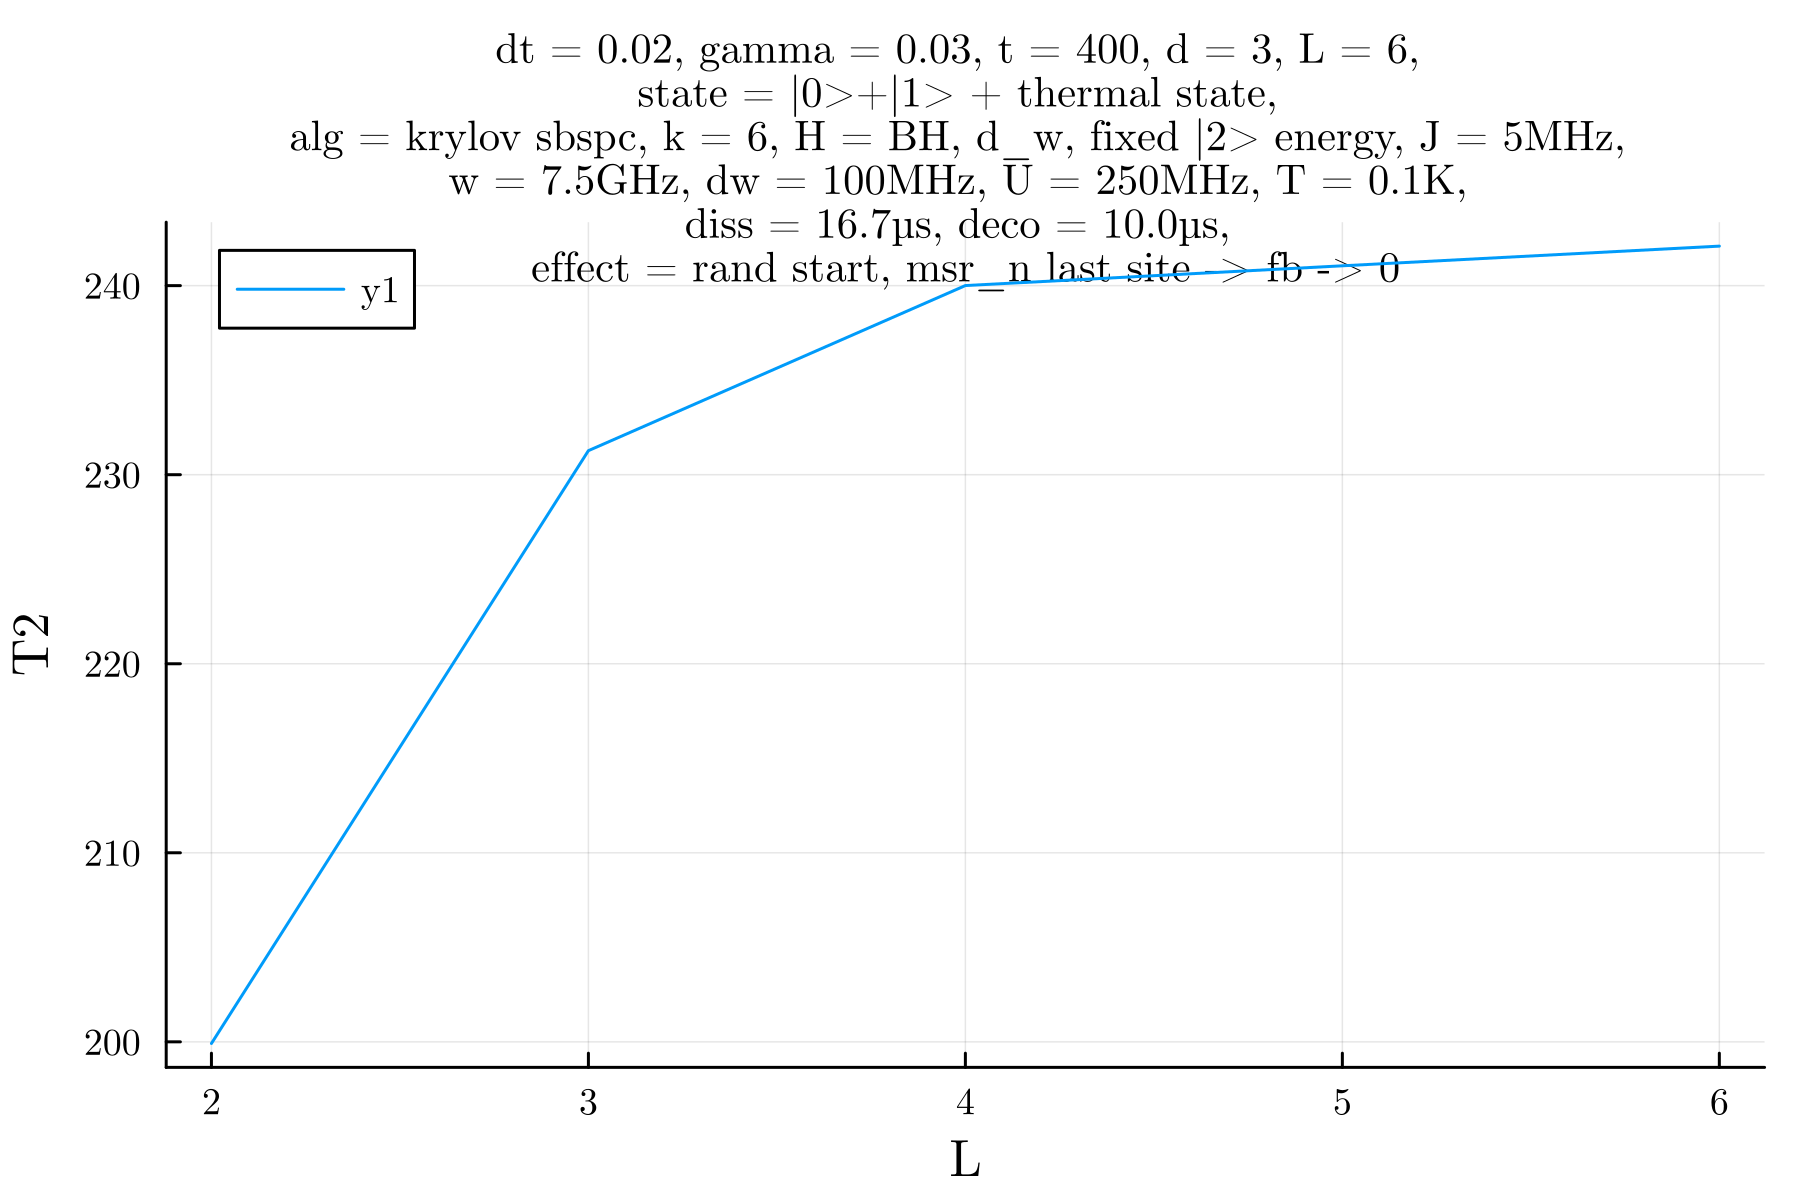 dt = 0.02, gamma = 0.03, t = 400, d = 3, L = 6,
state = |0>+|1> + thermal state,
alg = krylov sbspc, k = 6, H = BH, d_w, fixed |2> energy, J = 5MHz,
w = 7.5GHz, dw = 100MHz, U = 250MHz, T = 0.1K,
diss = 16.7µs, deco = 10.0µs,
effect = rand start, msr_n last site -> fb -> 0
y1
240
230
220
210
200
T2
2 3 4 5 6
L